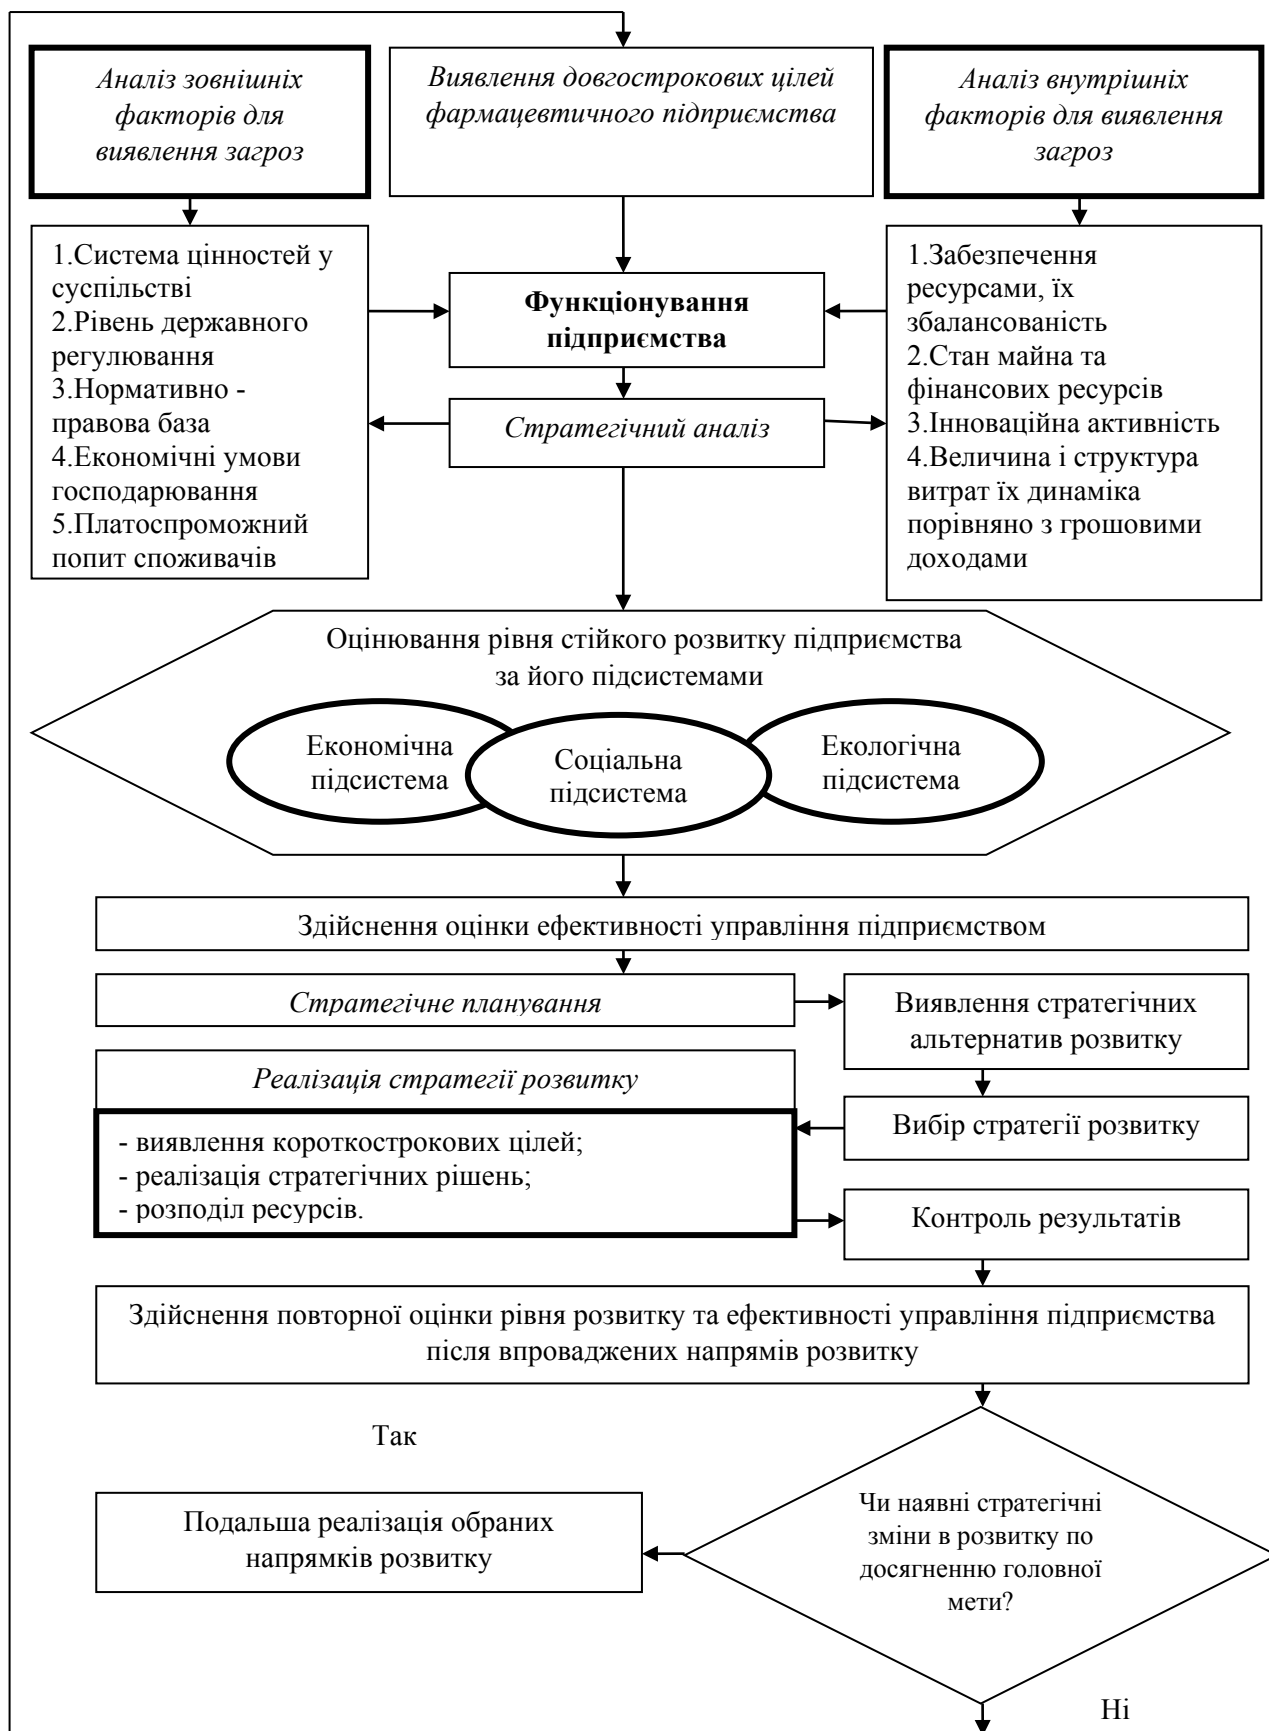 Аналіз зовнішніх
факторів для
виявлення загроз
Виявлення довгострокових цілей
фармацевтичного підприємства
Аналіз внутрішніх
факторів для виявлення
загроз
1.Система цінностей у
суспільстві
2.Рівень державного
регулювання
3.Нормативно -
правова база
4.Економічні умови
господарювання
5.Платоспроможний
попит споживачів
Функціонування
підприємства
Стратегічний аналіз
1.Забезпечення
ресурсами, їх
збалансованість
2.Стан майна та
фінансових ресурсів
3.Інноваційна активність
4.Величина і структура
витрат їх динаміка
порівняно з грошовими
доходами
Оцінювання рівня стійкого розвитку підприємства
за його підсистемами
Економічна
підсистема
Соціальна
підсистема
Екологічна
підсистема
Здійснення оцінки ефективності управління підприємством
Стратегічне планування
Виявлення стратегічних
альтернатив розвитку
Реалізація стратегії розвитку
- виявлення короткострокових цілей;
- реалізація стратегічних рішень;
- розподіл ресурсів.
Вибір стратегії розвитку
Контроль результатів
Здійснення повторної оцінки рівня розвитку та ефективності управління підприємства
після впроваджених напрямів розвитку
Так
Подальша реалізація обраних
напрямків розвитку
Чи наявні стратегічні
зміни в розвитку по
досягненню головної
мети?
Ні